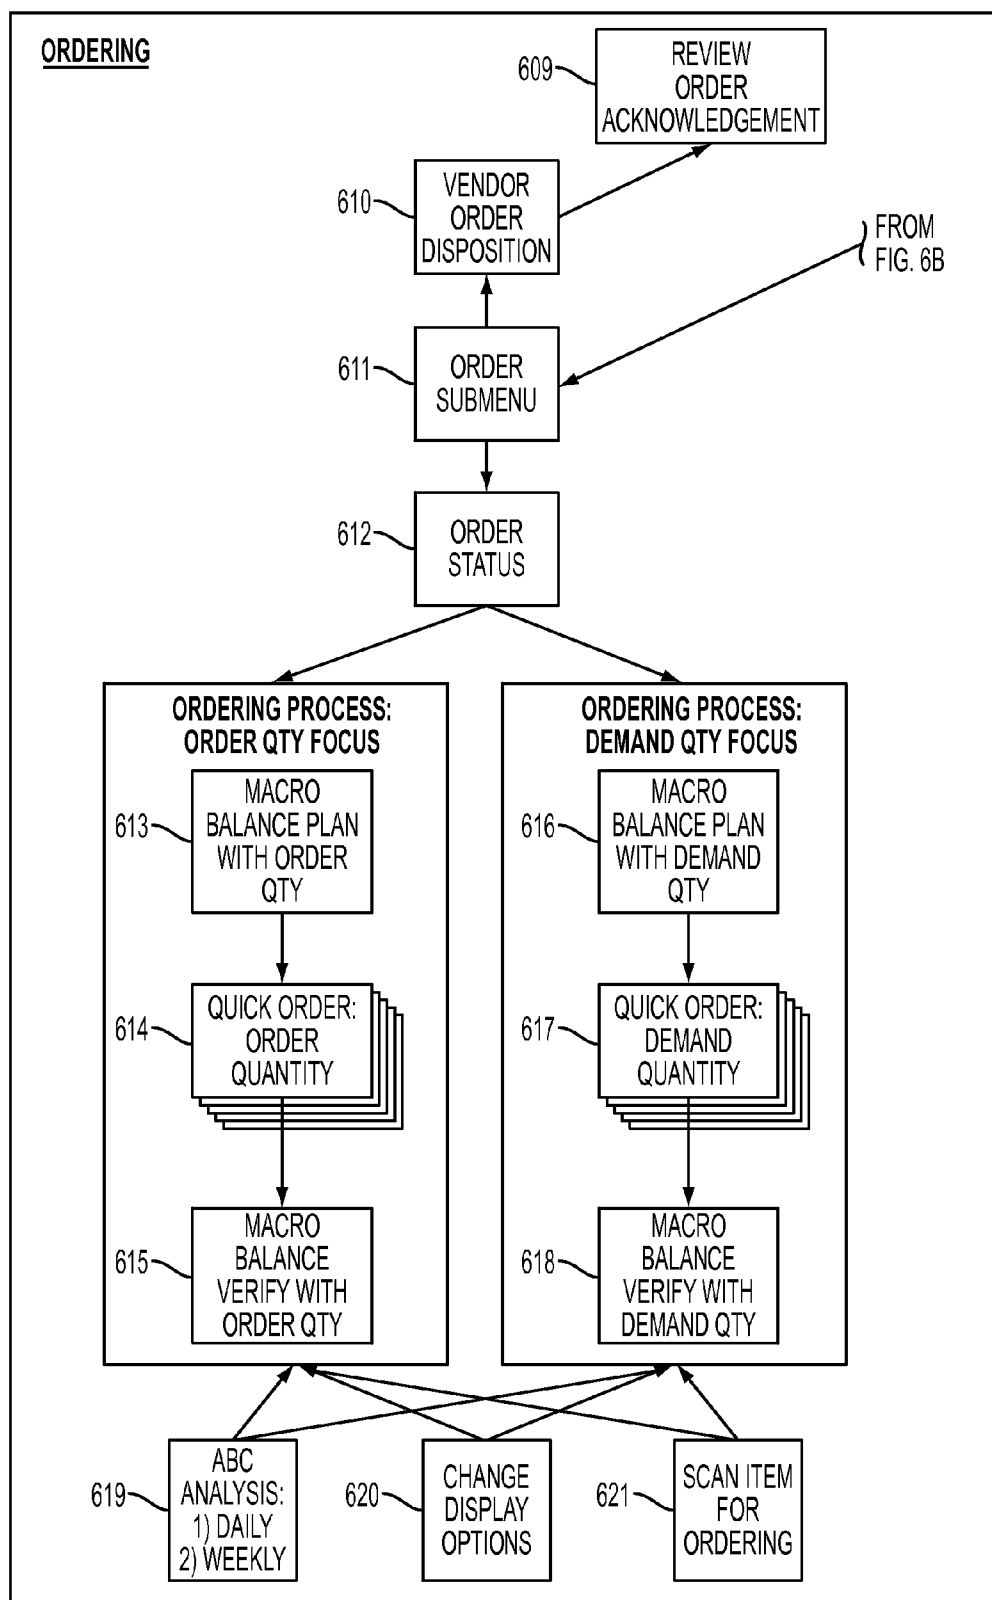 ORDERING
609
REVIEW
ORDER
ACKNOWLEDGEMENT
610
VENDOR
ORDER
DISPOSITION
FROM
FIG. 6B
611
ORDER
SUBMENU
612
ORDER
STATUS
ORDERING PROCESS:
ORDER QTY FOCUS
613
MACRO
BALANCE PLAN
WITH ORDER
QTY
614
QUICK ORDER:
ORDER
QUANTITY
615
MACRO
BALANCE
VERIFY WITH
ORDER QTY
ORDERING PROCESS:
DEMAND QTY FOCUS
616
MACRO
BALANCE PLAN
WITH DEMAND
QTY
617
QUICK ORDER:
DEMAND
QUANTITY
618
MACRO
BALANCE
VERIFY WITH
DEMAND QTY
619
ABC
ANALYSIS:
1) DAILY
2) WEEKLY
620
CHANGE
DISPLAY
OPTIONS
621
SCAN ITEM
FOR
ORDERING